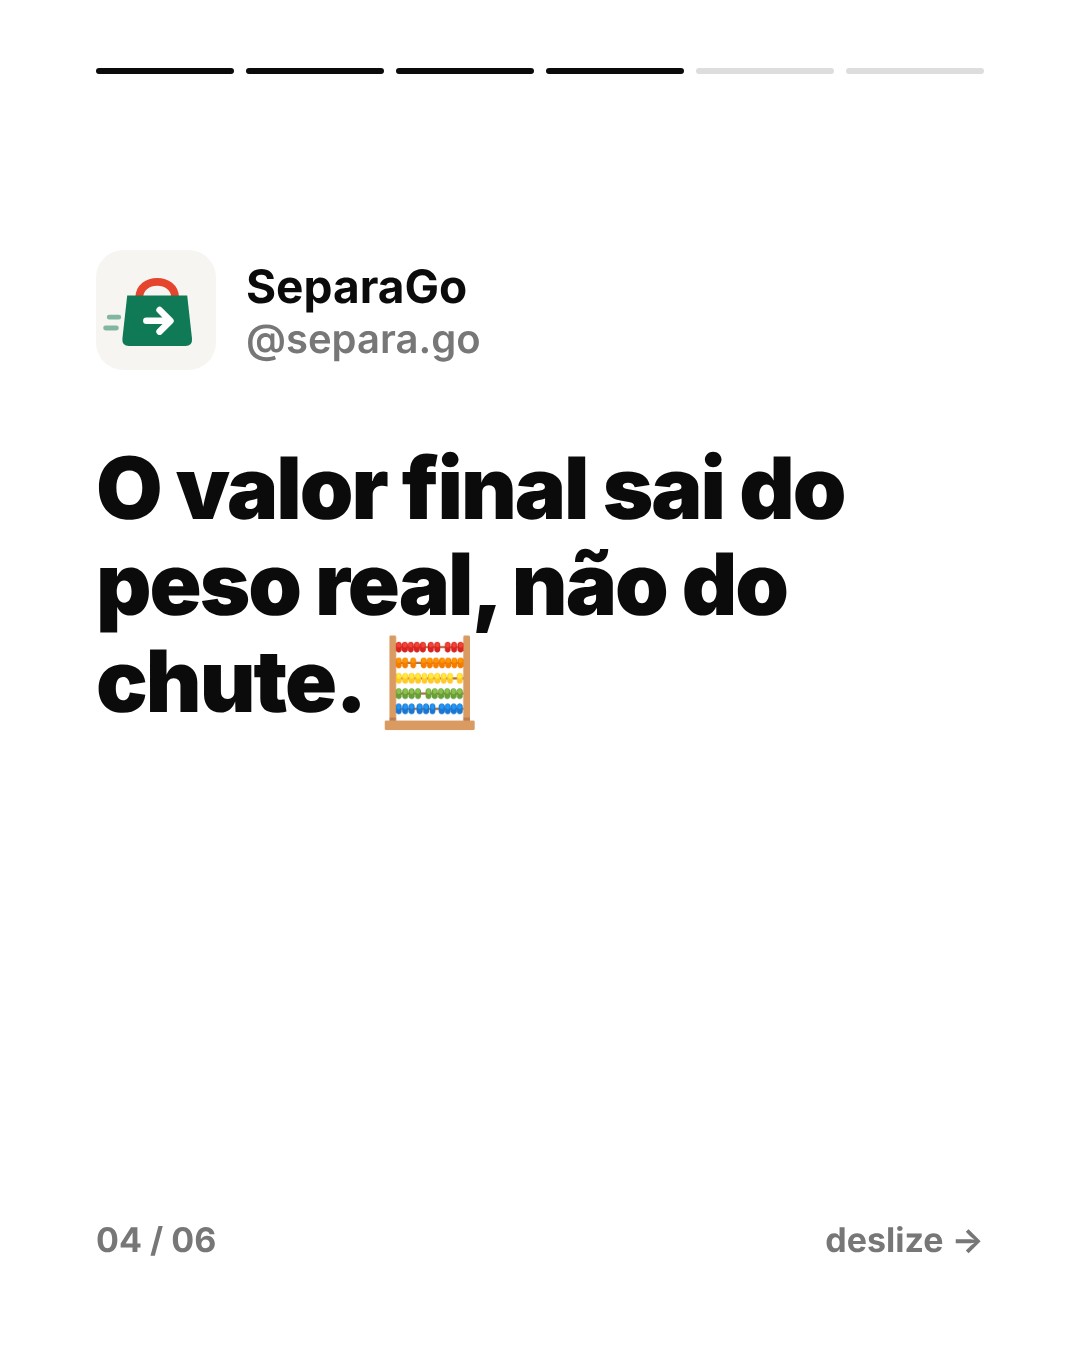 SeparaGo
@separa.go
O valor final sai do
peso real, não do
chute. 🧮
04 / 06
deslize →